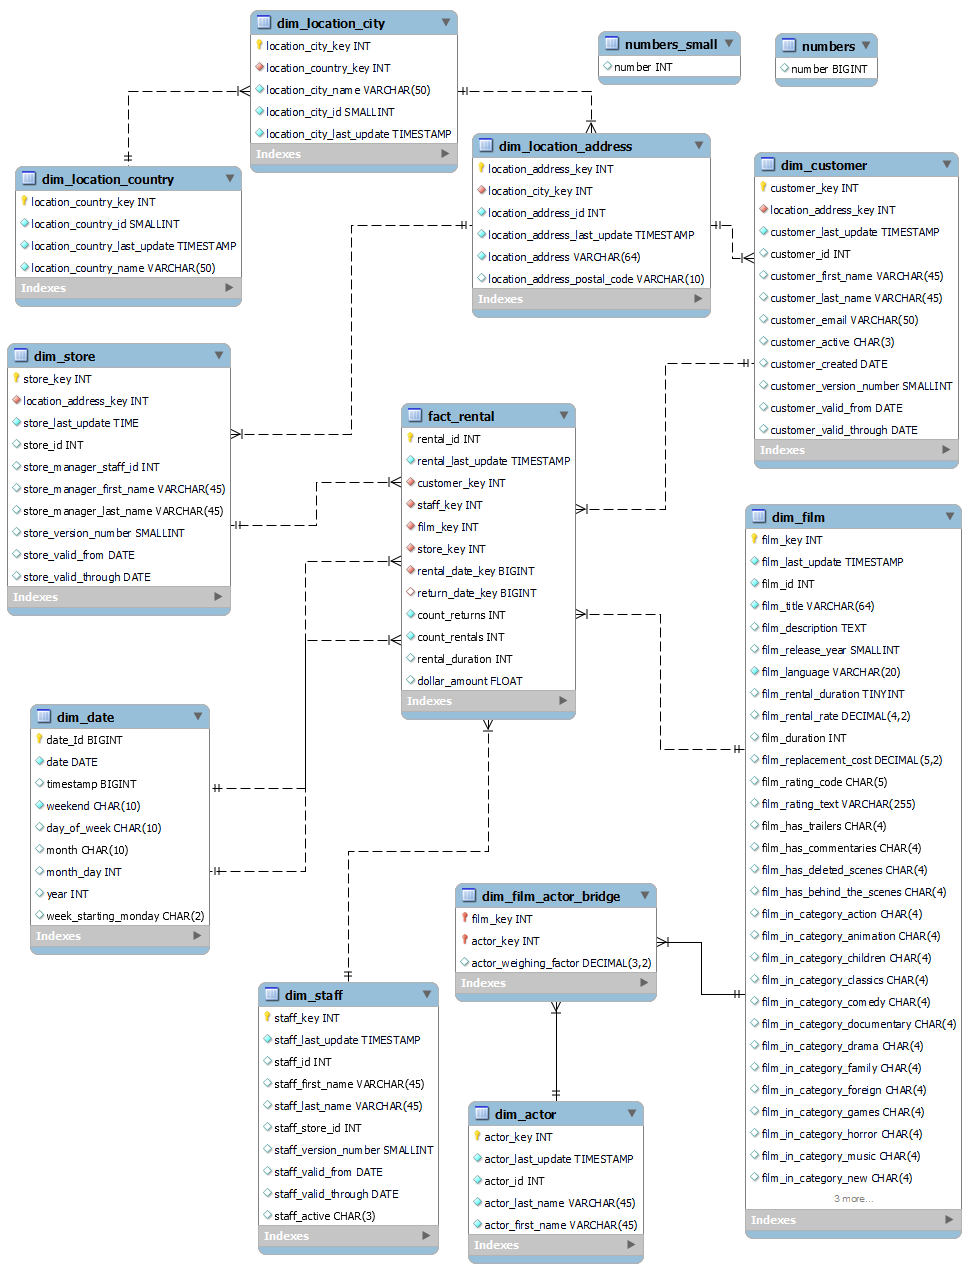 dim_location_city
location_city_key INT
location_country_key INT
location_city_name VARCHAR(50)
location_city_id SMALLINT
location_city_last_update TIMESTAMP
Indexes
numbers_small
number INT
numbers
number BIGINT
dim_location_country
location_country_key INT
location_country_id SMALLINT
location_country_last_update TIMESTAMP
location_country_name VARCHAR(50)
Indexes
dim_location_address
location_address_key INT
location_city_key INT
location_address_id INT
location_address_last_update TIMESTAMP
location_address VARCHAR(64)
location_address_postal_code VARCHAR(10)
Indexes
dim_customer
customer_key INT
location_address_key INT
customer_last_update TIMESTAMP
customer_id INT
customer_first_name VARCHAR(45)
customer_last_name VARCHAR(45)
customer_email VARCHAR(50)
customer_active CHAR(3)
customer_created DATE
customer_version_number SMALLINT
customer_valid_from DATE
customer_valid_through DATE
Indexes
dim_store
store_key INT
location_address_key INT
store_last_update TIME
store_id INT
store_manager_staff_id INT
store_manager_first_name VARCHAR(45)
store_manager_last_name VARCHAR(45)
store_version_number SMALLINT
store_valid_from DATE
store_valid_through DATE
Indexes
fact_rental
rental_id INT
rental_last_update TIMESTAMP
customer_key INT
staff_key INT
film_key INT
store_key INT
rental_date_key BIGINT
return_date_key BIGINT
count_returns INT
count_rentals INT
rental_duration INT
dollar_amount FLOAT
Indexes
dim_film
film_key INT
film_last_update TIMESTAMP
film_id INT
film_title VARCHAR(64)
film_description TEXT
film_release_year SMALLINT
film_language VARCHAR(20)
film_rental_duration TINYINT
film_rental_rate DECIMAL(4,2)
film_duration INT
film_replacement_cost DECIMAL(5,2)
film_rating_code CHAR(5)
film_rating_text VARCHAR(255)
film_has_trailers CHAR(4)
film_has_commentaries CHAR(4)
film_has_deleted_scenes CHAR(4)
film_has_behind_the_scenes CHAR(4)
film_in_category_action CHAR(4)
film_in_category_animation CHAR(4)
film_in_category_children CHAR(4)
film_in_category_classics CHAR(4)
film_in_category_comedy CHAR(4)
film_in_category_documentary CHAR(4)
film_in_category_drama CHAR(4)
film_in_category_family CHAR(4)
film_in_category_foreign CHAR(4)
film_in_category_games CHAR(4)
film_in_category_horror CHAR(4)
film_in_category_music CHAR(4)
film_in_category_new CHAR(4)
3 more...
Indexes
dim_date
date_Id BIGINT
date DATE
timestamp BIGINT
weekend CHAR(10)
day_of_week CHAR(10)
month CHAR(10)
month_day INT
year INT
week_starting_monday CHAR(2)
Indexes
dim_film_actor_bridge
film_key INT
actor_key INT
actor_weighing_factor DECIMAL(3,2)
Indexes
dim_staff
staff_key INT
staff_last_update TIMESTAMP
staff_id INT
staff_first_name VARCHAR(45)
staff_last_name VARCHAR(45)
staff_store_id INT
staff_version_number SMALLINT
staff_valid_from DATE
staff_valid_through DATE
staff_active CHAR(3)
Indexes
dim_actor
actor_key INT
actor_last_update TIMESTAMP
actor_id INT
actor_last_name VARCHAR(45)
actor_first_name VARCHAR(45)
Indexes